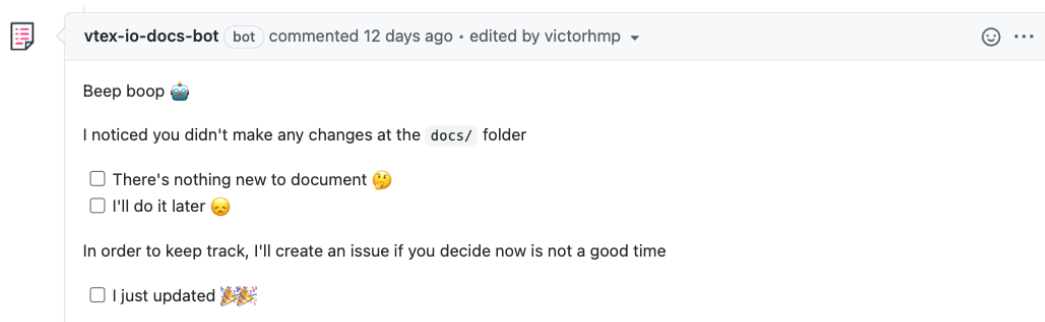 vtex-io-docs-bot bot commented 12 days ago • edited by victorhmp
Beep boop 🤖
I noticed you didn't make any changes at the docs/ folder
There's nothing new to document 🤔
I'll do it later 😞
In order to keep track, I'll create an issue if you decide now is not a good time
I just updated 🎉🎉